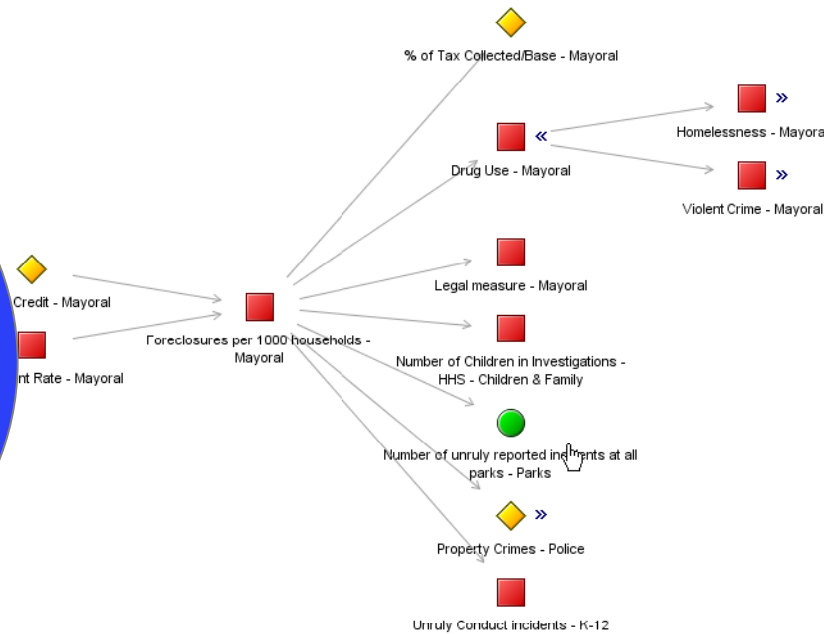 % of Tax Collected/Base - Mayoral
Homelessness - Mayora
Drug Use - Mayoral
Violent Crime - Mayoral
Credit - Mayoral
Legal measure - Mayoral
Foreclosures per 1000 households -
Mayoral
nt Rate - Mayoral
Number of Children in Investigations -
HHS - Children & Family
Number of unruly reported incidents at all
parks - Parks
Property Crimes - Police
Unruly Conduct incidents - K-12